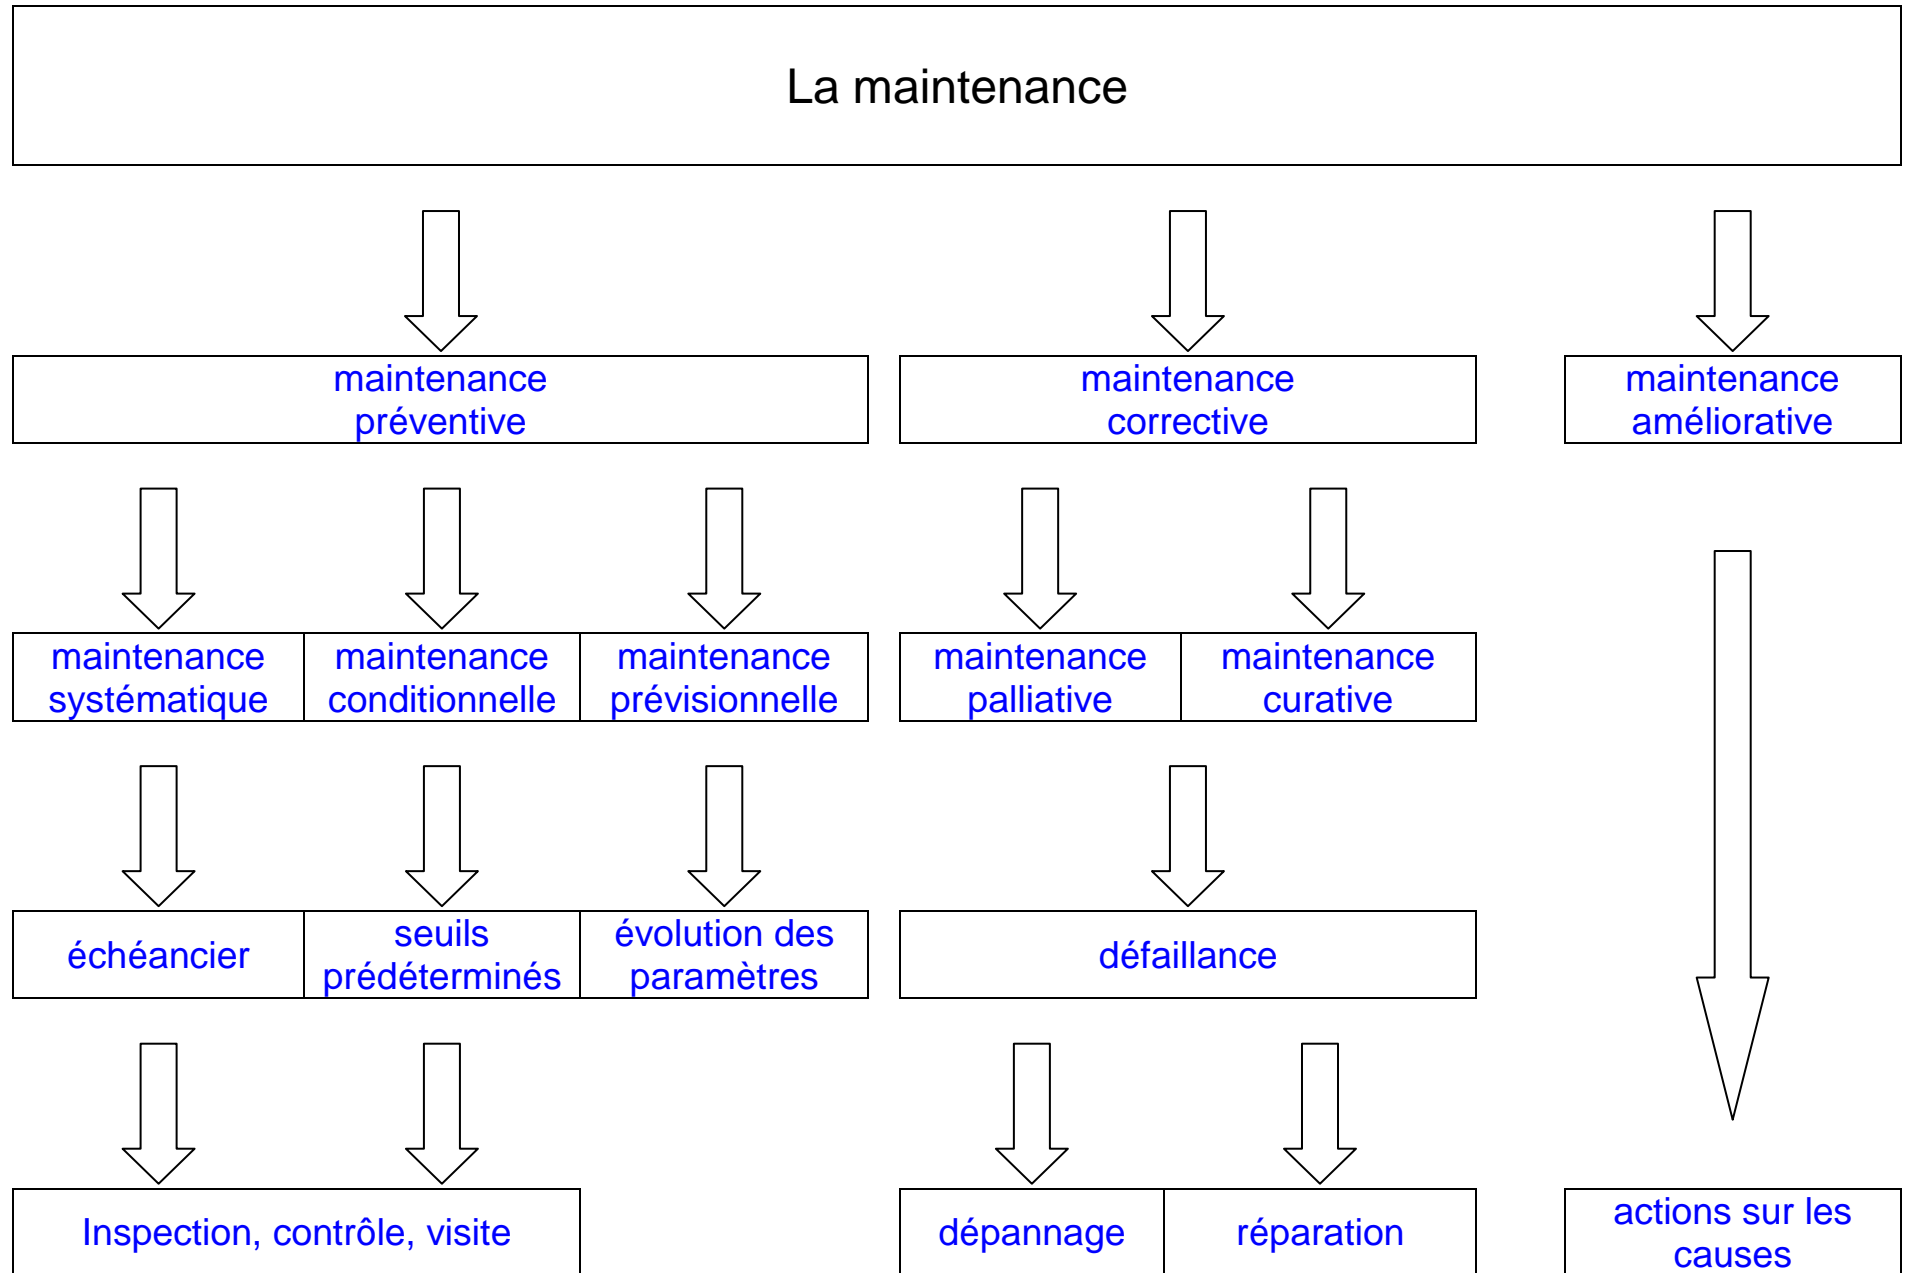 La maintenance
maintenance
préventive
maintenance
corrective
maintenance
améliorative
maintenance
systématique
maintenance
conditionnelle
maintenance
prévisionnelle
maintenance
palliative
maintenance
curative
échéancier
seuils
prédéterminés
évolution des
paramètres
défaillance
Inspection, contrôle, visite
dépannage
réparation
actions sur les
causes